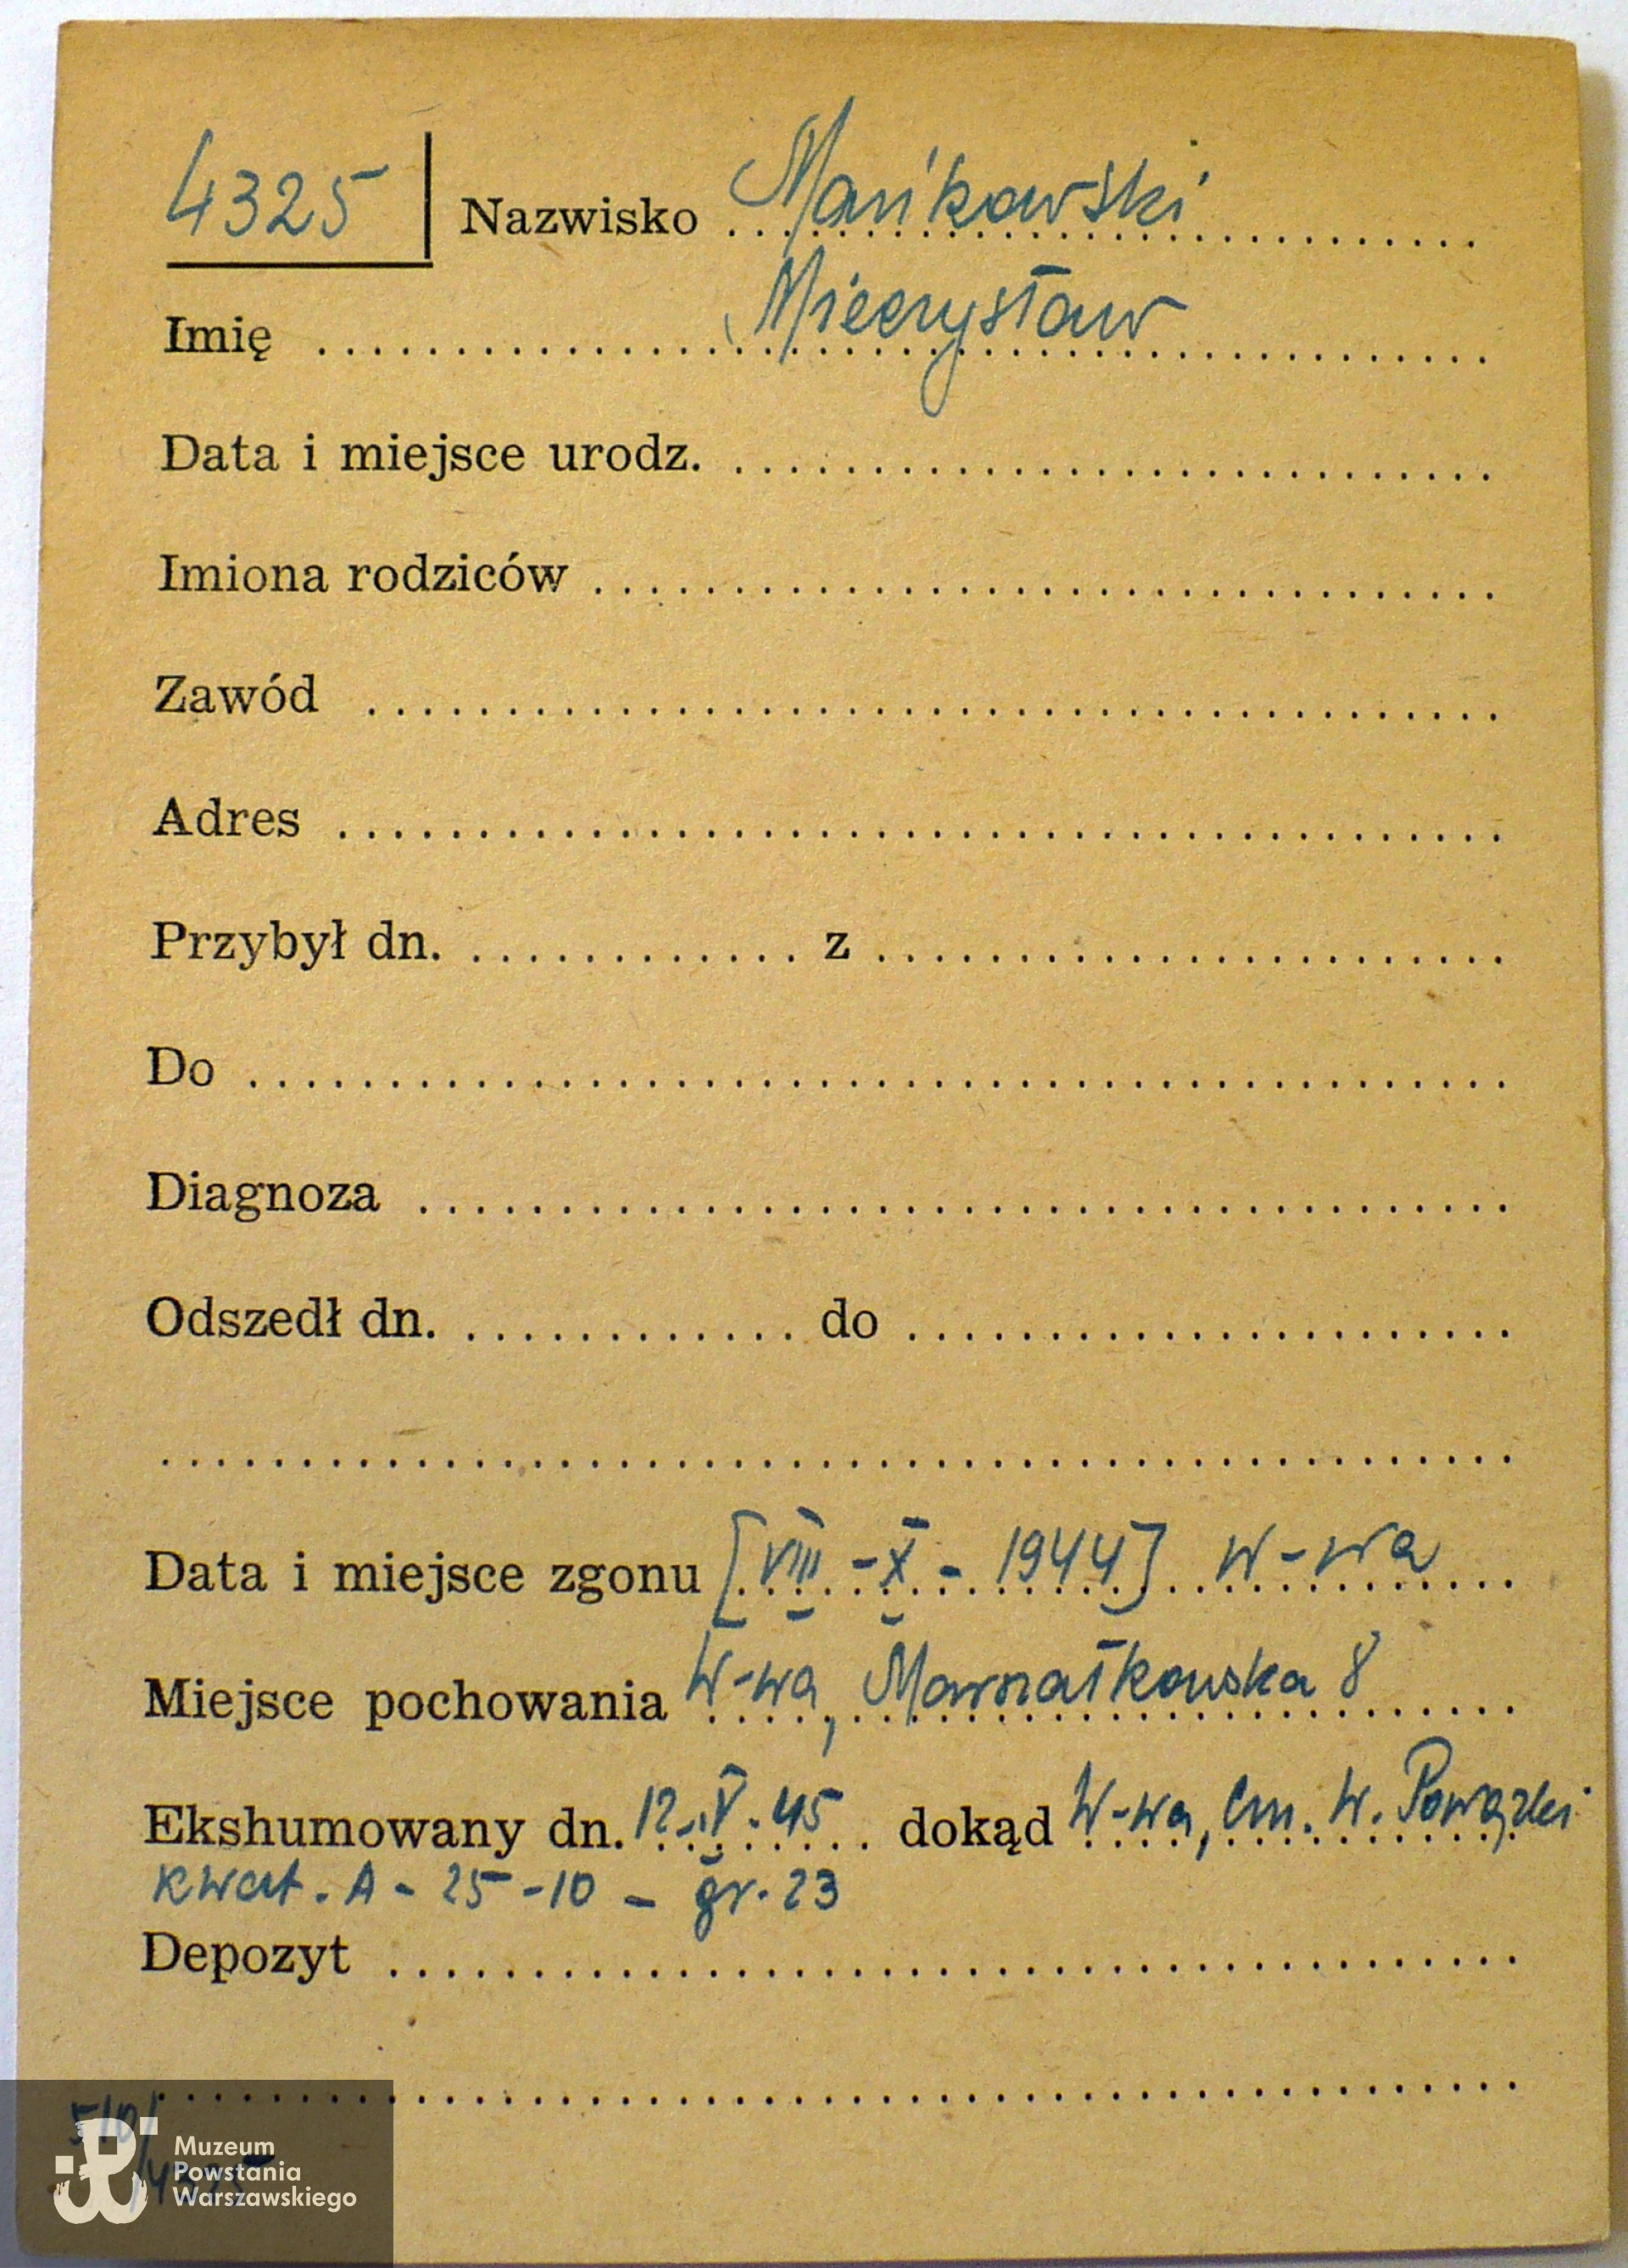 4325 Nazwisko Mańkowski
Imię Mieczysław
Data i miejsce urodz.
Imiona rodziców
Zawód
Adres
Przybył dn. z
Do
Diagnoza
Odszedł dn. do
Data i miejsce zgonu [VIII - X - 1944] W-wa
Miejsce pochowania W-wa, Marszałkowska 8
Ekshumowany dn. 12.V.45 dokąd W-wa, Cm. W. Powązki
kwat. A - 25 - 10 - gr. 23
Depozyt
Muzeum
Powstania
Warszawskiego